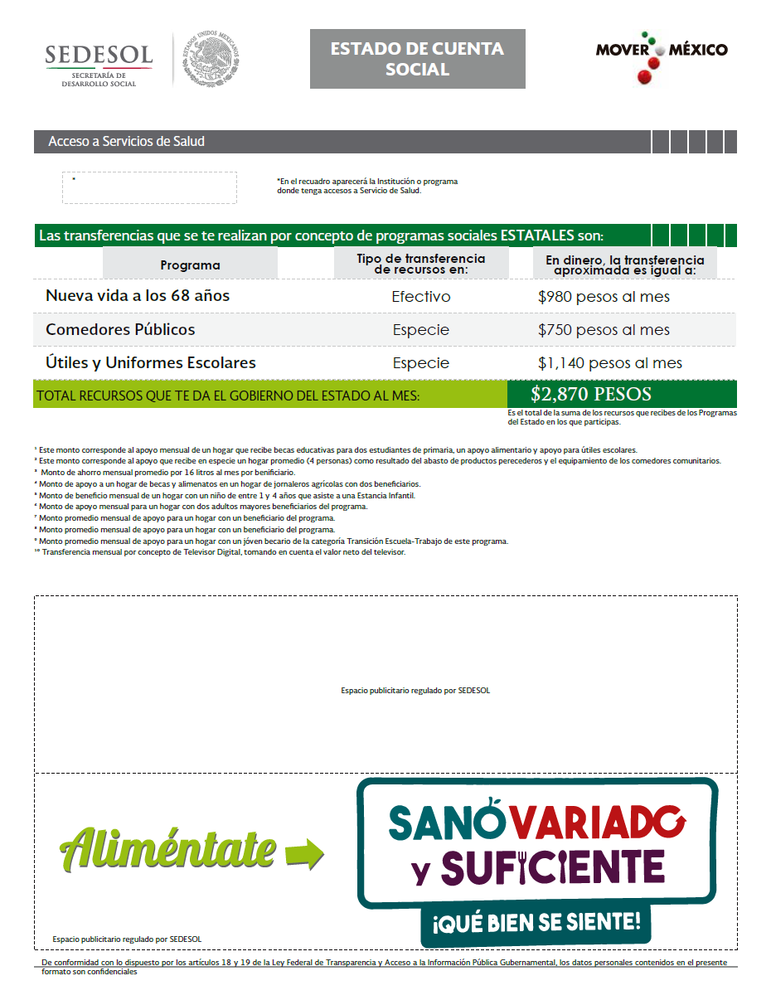 SEDESOL
SECRETARÍA DE
DESARROLLO SOCIAL
ESTADOS UNIDOS MEXICANOS
ESTADO DE CUENTA
SOCIAL
MOVER MÉXICO
Acceso a Servicios de Salud
*
*En el recuadro aparecerá la Institución o programa
donde tenga accesos a Servicio de Salud.
Las transferencias que se te realizan por concepto de programas sociales ESTATALES son:
Programa
Tipo de transferencia
de recursos en:
En dinero, la transferencia
aproximada es igual a:
Nueva vida a los 68 años Efectivo $980 pesos al mes
Comedores Públicos Especie $750 pesos al mes
Útiles y Uniformes Escolares Especie $1,140 pesos al mes
TOTAL RECURSOS QUE TE DA EL GOBIERNO DEL ESTADO AL MES: $2,870 PESOS
Es el total de la suma de los recursos que recibes de los Programas
del Estado en los que participas.
¹ Este monto corresponde al apoyo mensual de un hogar que recibe becas educativas para dos estudiantes de primaria, un apoyo alimentario y apoyo para útiles escolares.
² Este monto corresponde al apoyo que recibe en especie un hogar promedio (4 personas) como resultado del abasto de productos perecederos y el equipamiento de los comedores comunitarios.
³ Monto de ahorro mensual promedio por 16 litros al mes por benificiario.
⁴ Monto de apoyo a un hogar de becas y alimenatos en un hogar de jornaleros agrícolas con dos beneficiarios.
⁵ Monto de beneficio mensual de un hogar con un niño de entre 1 y 4 años que asiste a una Estancia Infantil.
⁶ Monto de apoyo mensual para un hogar con dos adultos mayores beneficiarios del programa.
⁷ Monto promedio mensual de apoyo para un hogar con un beneficiario del programa.
⁸ Monto promedio mensual de apoyo para un hogar con un beneficiario del programa.
⁹ Monto promedio mensual de apoyo para un hogar con un jóven becario de la categoría Transición Escuela-Trabajo de este programa.
¹⁰ Transferencia mensual por concepto de Televisor Digital, tomando en cuenta el valor neto del televisor.
Espacio publicitario regulado por SEDESOL
Aliméntate
SANO VARIADO
y SUFICIENTE
¡QUÉ BIEN SE SIENTE!
Espacio publicitario regulado por SEDESOL
De conformidad con lo dispuesto por los artículos 18 y 19 de la Ley Federal de Transparencia y Acceso a la Información Pública Gubernamental, los datos personales contenidos en el presente
formato son confidenciales